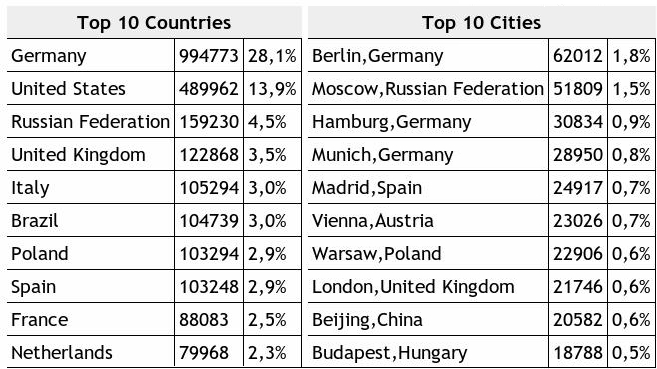 Top 10 Countries
Germany 994773 28,1%
United States 489962 13,9%
Russian Federation 159230 4,5%
United Kingdom 122868 3,5%
Italy 105294 3,0%
Brazil 104739 3,0%
Poland 103294 2,9%
Spain 103248 2,9%
France 88083 2,5%
Netherlands 79968 2,3%
Top 10 Cities
Berlin,Germany 62012 1,8%
Moscow,Russian Federation 51809 1,5%
Hamburg,Germany 30834 0,9%
Munich,Germany 28950 0,8%
Madrid,Spain 24917 0,7%
Vienna,Austria 23026 0,7%
Warsaw,Poland 22906 0,6%
London,United Kingdom 21746 0,6%
Beijing,China 20582 0,6%
Budapest,Hungary 18788 0,5%